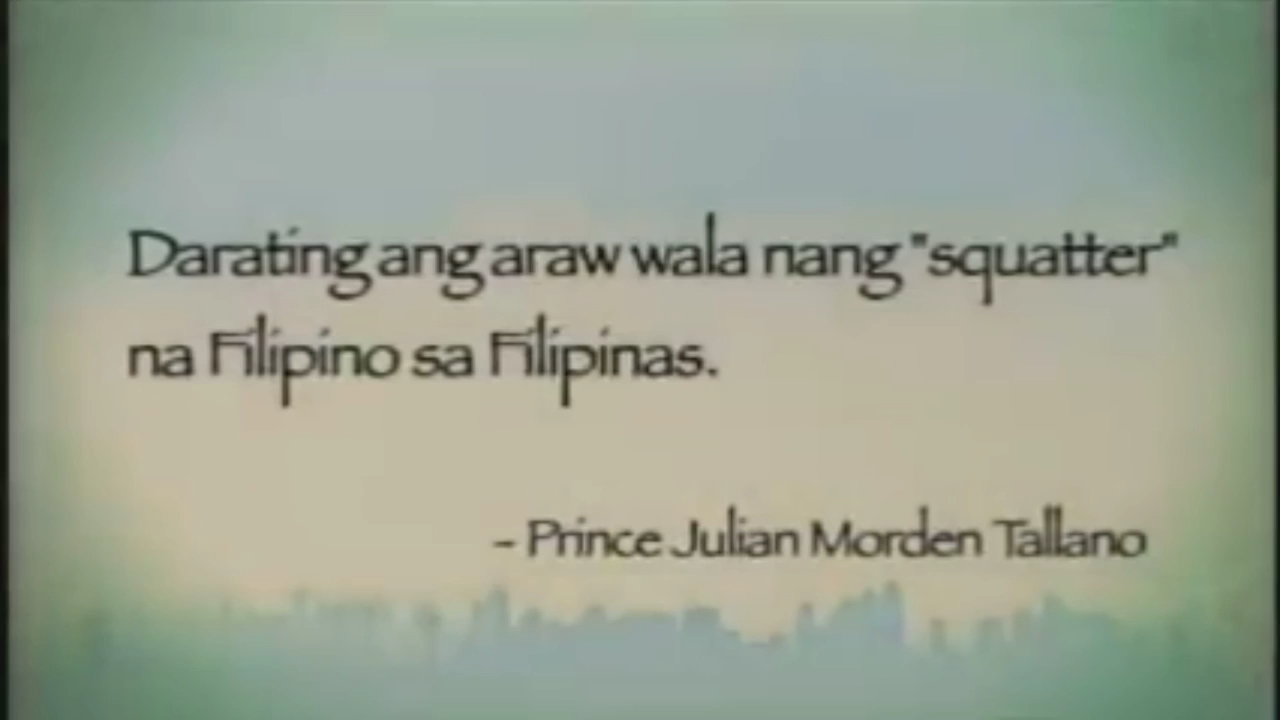 Darating ang araw wala nang "squatter"
na Filipino sa Filipinas.
- Prince Julian Morden Tallano